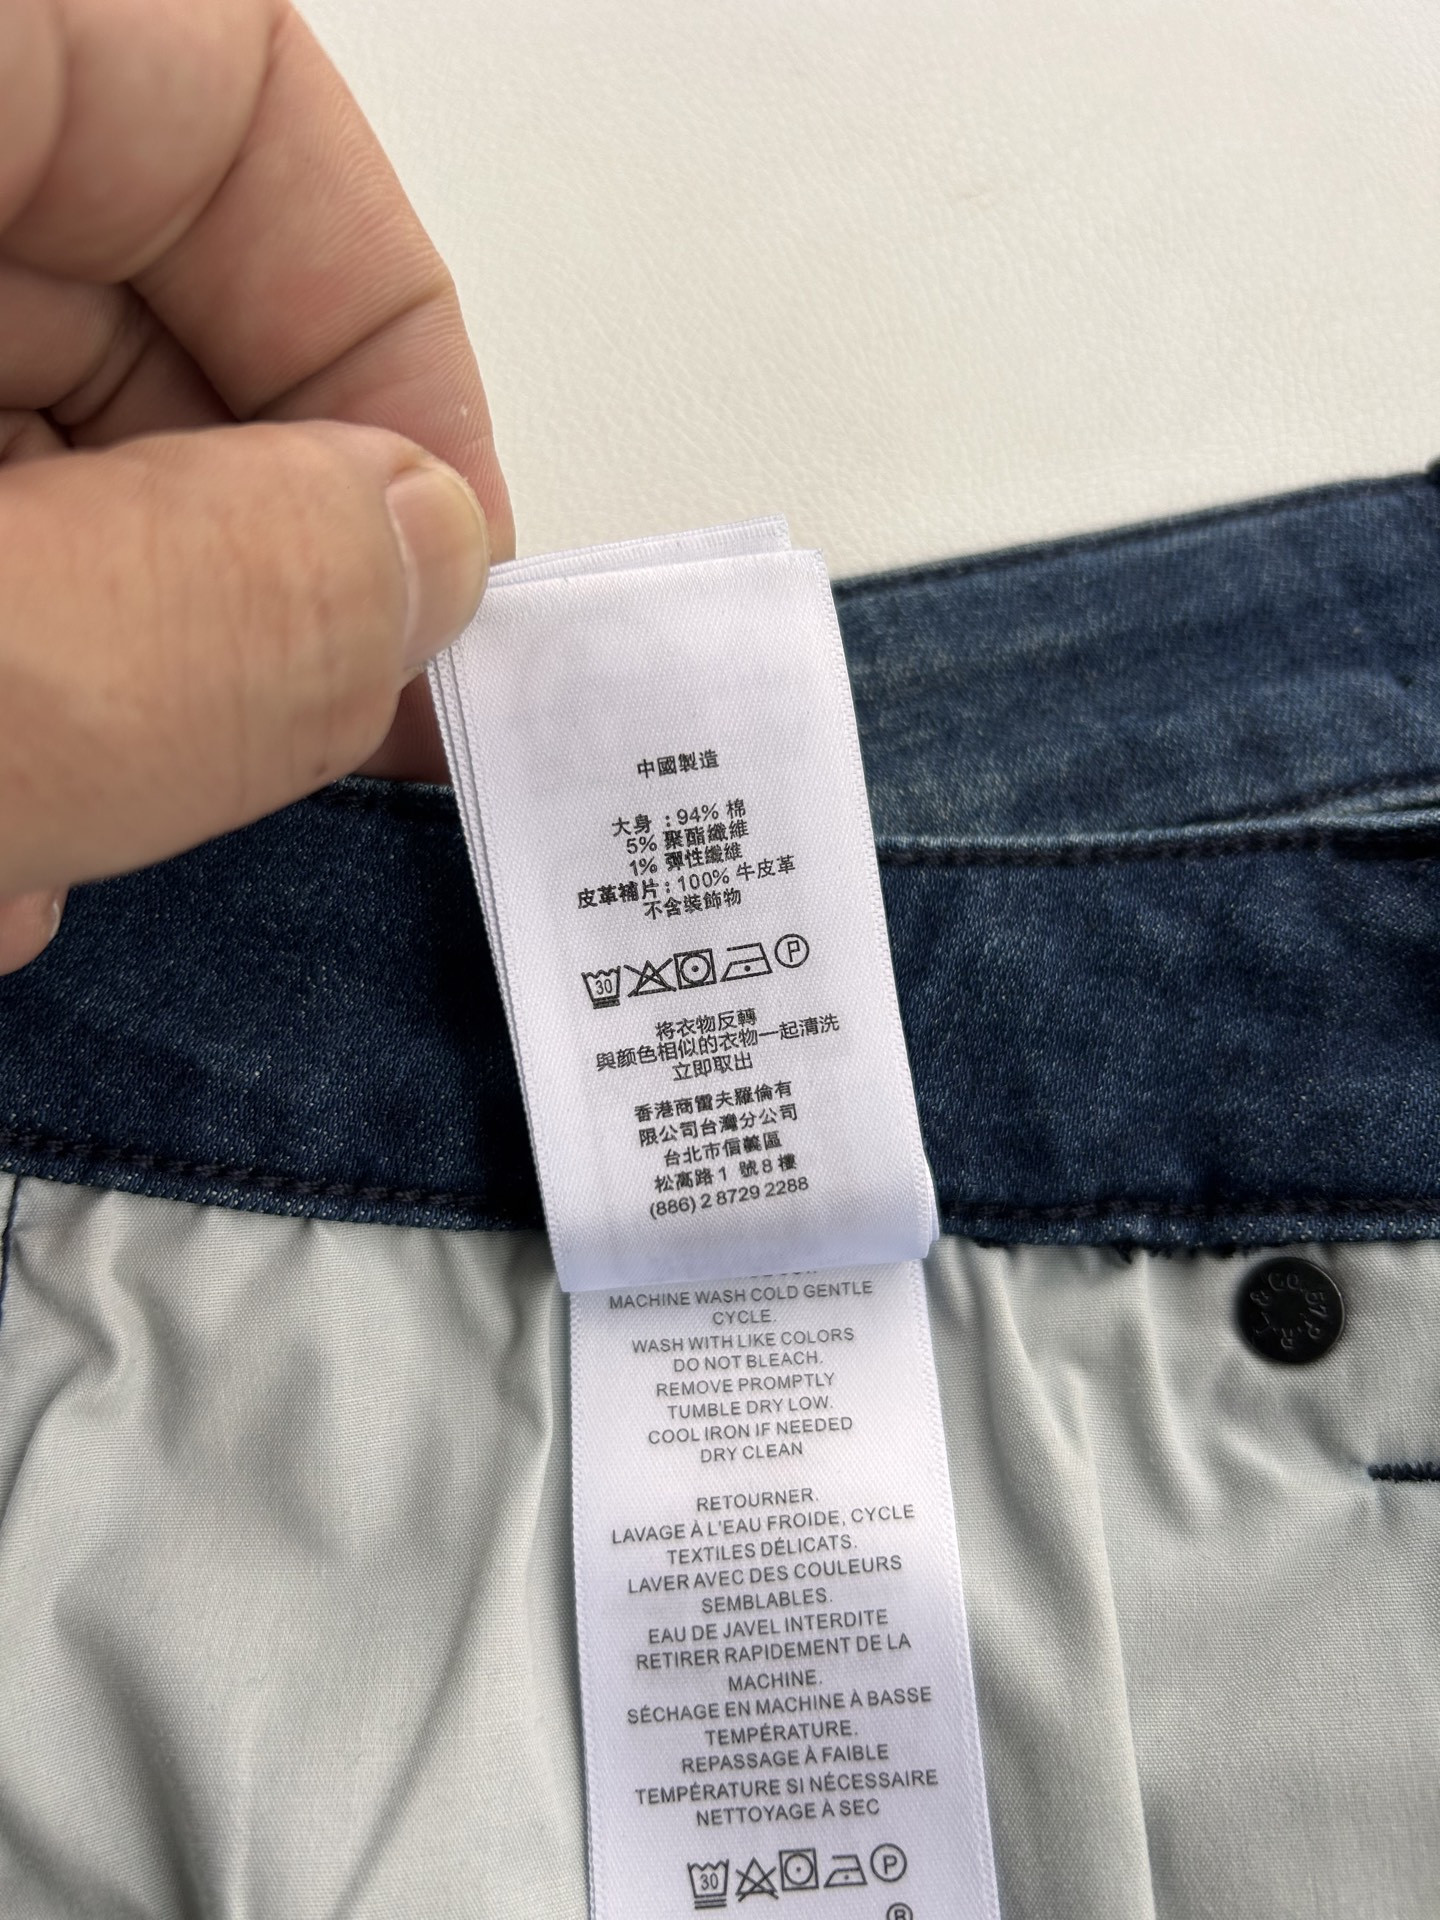 中國製造
大身 : 94% 棉
5% 聚酯纖維
1% 彈性纖維
皮革補片 : 100% 牛皮革
不含裝飾物
30
P
将衣物反轉
與颜色相似的衣物一起清洗
立即取出
香港商雷夫羅倫有
限公司台灣分公司
台北市信義區
松高路1 號8 樓
(886) 2 8729 2288
MACHINE WASH COLD GENTLE
CYCLE.
WASH WITH LIKE COLORS
DO NOT BLEACH.
REMOVE PROMPTLY
TUMBLE DRY LOW.
COOL IRON IF NEEDED
DRY CLEAN
RETOURNER.
LAVAGE À L'EAU FROIDE, CYCLE
TEXTILES DÉLICATS.
LAVER AVEC DES COULEURS
SEMBLABLES.
EAU DE JAVEL INTERDITE
RETIRER RAPIDEMENT DE LA
MACHINE.
SÉCHAGE EN MACHINE À BASSE
TEMPÉRATURE.
REPASSAGE À FAIBLE
TEMPÉRATURE SI NÉCESSAIRE
NETTOYAGE À SEC
30
P
®